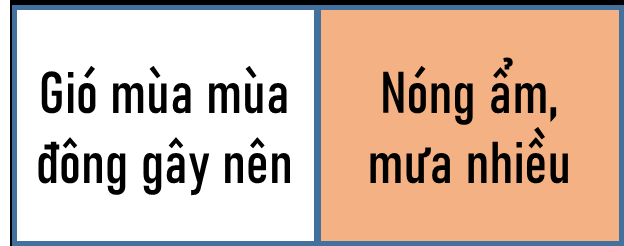 Gió mùa mùa
đông gây nên
Nóng ẩm,
mưa nhiều